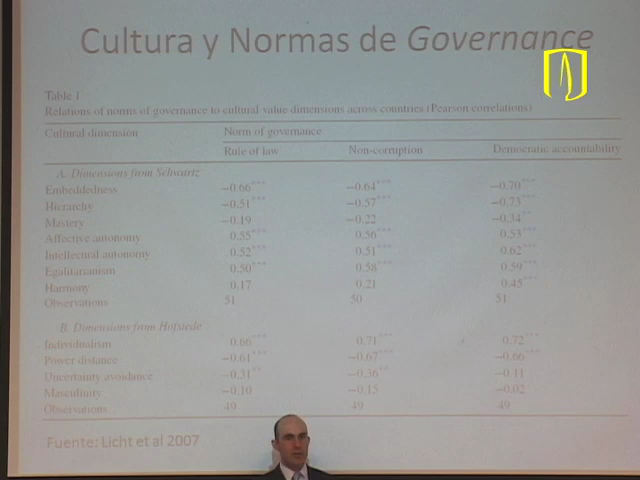 Cultura y Normas de Governance
Table 1
Relations of norms of governance to cultural value dimensions across countries (Pearson correlations)
Cultural dimension Norm of governance
Rule of law Non-corruption Democratic accountability
A. Dimensions from Schwartz
Embeddedness −0.66*** −0.64*** −0.70***
Hierarchy −0.51*** −0.57*** −0.73***
Mastery −0.19 −0.22 −0.34**
Affective autonomy 0.55*** 0.56*** 0.53***
Intellectual autonomy 0.52*** 0.51*** 0.62***
Egalitarianism 0.50*** 0.58*** 0.59***
Harmony 0.17 0.21 0.45***
Observations 51 50 51
B. Dimensions from Hofstede
Individualism 0.66*** 0.71*** 0.72***
Power distance −0.61*** −0.67*** −0.66***
Uncertainty avoidance −0.31** −0.36** −0.11
Masculinity −0.10 −0.15 −0.02
Observations 49 49 49
Fuente: Licht et al 2007